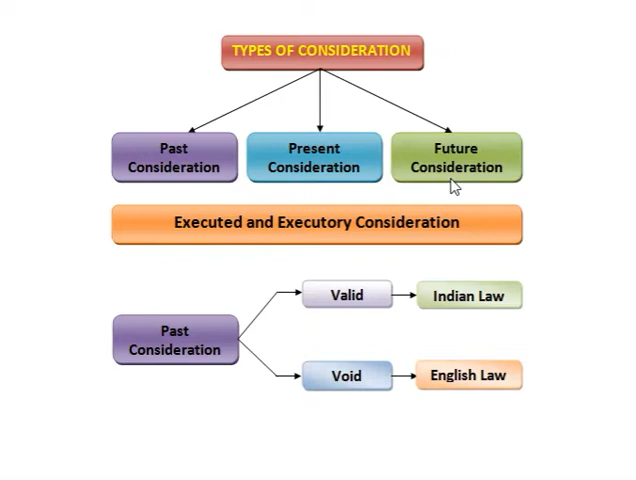 TYPES OF CONSIDERATION
Past
Consideration
Present
Consideration
Future
Consideration
Executed and Executory Consideration
Past
Consideration
Valid
Indian Law
Void
English Law